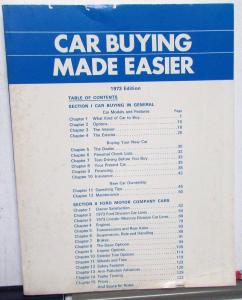 CAR BUYING
MADE EASIER
1973 Edition
TABLE OF CONTENTS
SECTION I CAR BUYING IN GENERAL
Car Models and Features Page
Chapter 1 What Kind of Car to Buy
Chapter 2 Options
Chapter 3 The Interior
Chapter 4 The Exterior
Buying Your New Car
Chapter 5 The Dealer
Chapter 6 Personal Check Lists
Chapter 7 Test Driving Before You Buy
Chapter 8 Your Present Car
Chapter 9 Financing
Chapter 10 Insurance
New Car Ownership
Chapter 11 Operating Tips
Chapter 12 Maintenance
SECTION II FORD MOTOR COMPANY CARS
Chapter 1 Owner Satisfaction
Chapter 2 1973 Ford Division Car Lines
Chapter 3 1973 Lincoln-Mercury Division Car Lines
Chapter 4 Engines
Chapter 5 Transmissions and Rear Axles
Chapter 6 Suspension, Ride and Handling
Chapter 7 Brakes
Chapter 8 The Basic Options
Chapter 9 Interior Options
Chapter 10 Exterior Trim Options
Chapter 11 Wheels and Tires
Chapter 12 Safety Features
Chapter 13 Anti-Pollution Advances
Chapter 14 Trailer Towing
Chapter 15 Prices